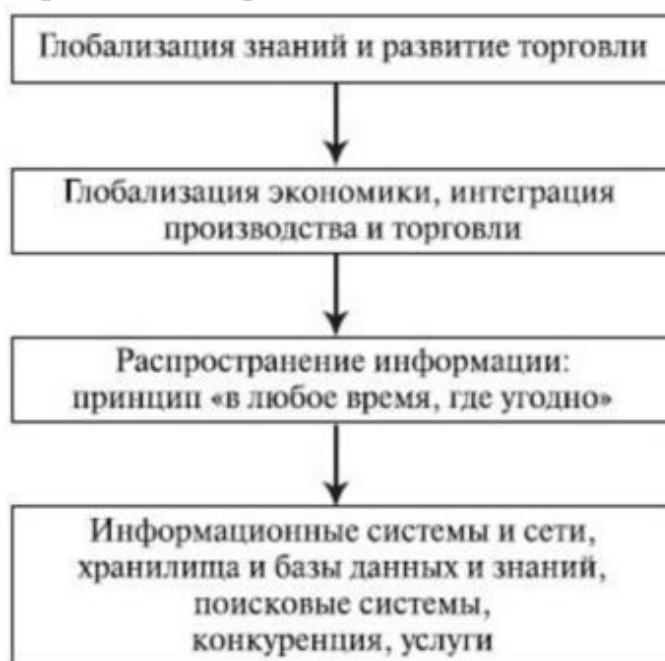 Глобализация знаний и развитие торговли
Глобализация экономики, интеграция
производства и торговли
Распространение информации:
принцип «в любое время, где угодно»
Информационные системы и сети,
хранилища и базы данных и знаний,
поисковые системы,
конкуренция, услуги